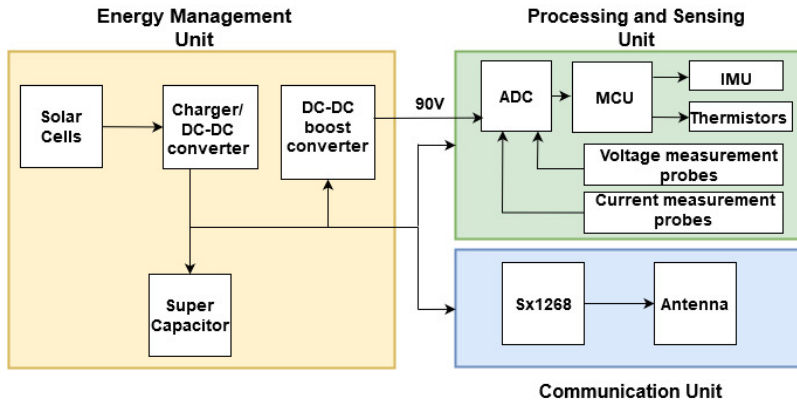 Energy Management
Unit
Processing and Sensing
Unit
Solar
Cells
Charger/
DC-DC
converter
DC-DC
boost
converter
90V
ADC
MCU
IMU
Thermistors
Voltage measurement
probes
Current measurement
probes
Super
Capacitor
Sx1268
Antenna
Communication Unit